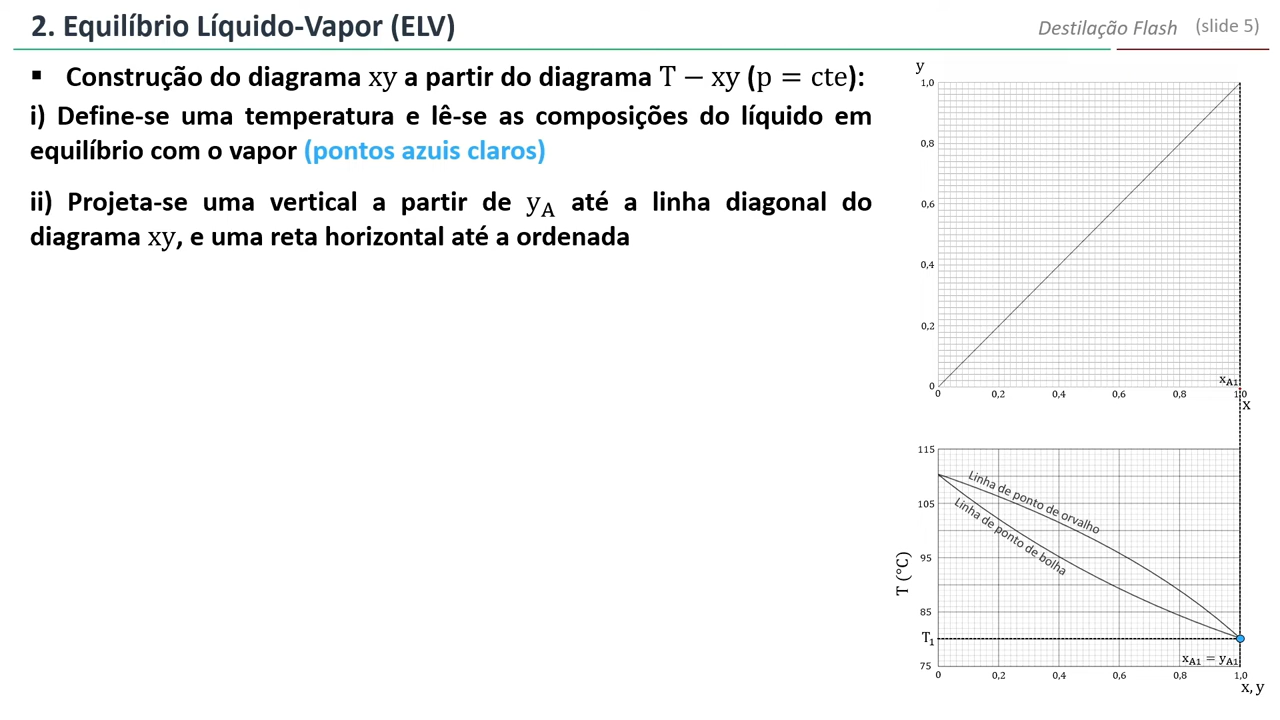 2. Equilíbrio Líquido-Vapor (ELV)
Destilação Flash (slide 5)
▪ Construção do diagrama xy a partir do diagrama T − xy (p = cte):
i) Define-se uma temperatura e lê-se as composições do líquido em
equilíbrio com o vapor (pontos azuis claros)
ii) Projeta-se uma vertical a partir de yA até a linha diagonal do
diagrama xy, e uma reta horizontal até a ordenada
y
1,0
0,8
0,6
0,4
0,2
0
xA1
0 0,2 0,4 0,6 0,8 1,0
x
115
105
95
85
T1
75
T (°C)
Linha de ponto de orvalho
Linha de ponto de bolha
xA1 = yA1
0 0,2 0,4 0,6 0,8 1,0
x, y